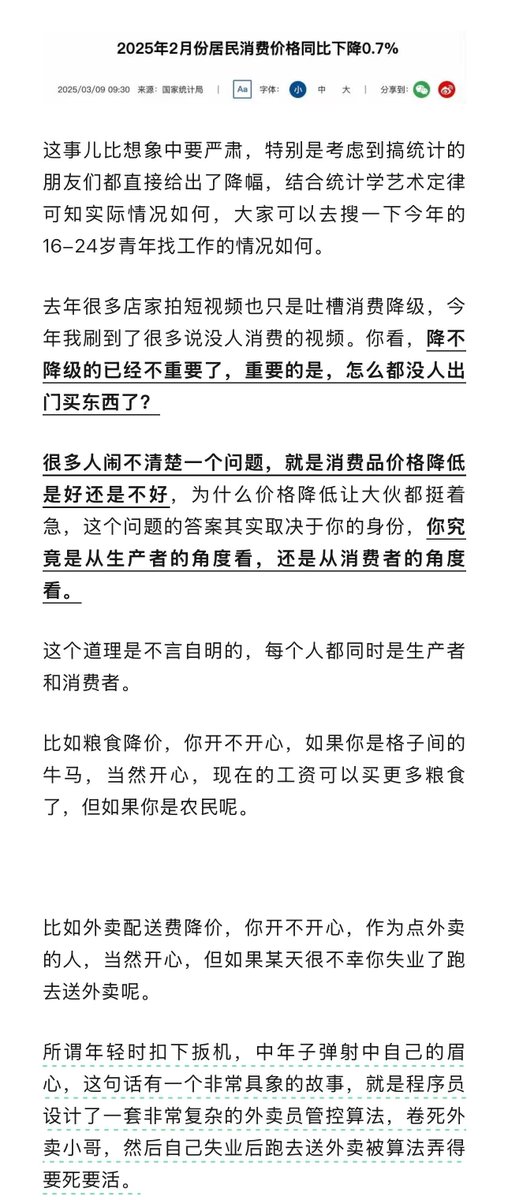 2025年2月份居民消费价格同比下降0.7%
2025/03/09 09:30 来源：国家统计局 | Aa 字体： 小 中 大 | 分享到：
这事儿比想象中要严肃，特别是考虑到搞统计的
朋友们都直接给出了降幅，结合统计学艺术定律
可知实际情况如何，大家可以去搜一下今年的
16-24岁青年找工作的情况如何。
去年很多店家拍短视频也只是吐槽消费降级，今
年我刷到了很多说没人消费的视频。你看，降不
降级的已经不重要了，重要的是，怎么都没人出
门买东西了？
很多人闹不清楚一个问题，就是消费品价格降低
是好还是不好，为什么价格降低让大伙都挺着
急，这个问题的答案其实取决于你的身份，你究
竟是从生产者的角度看，还是从消费者的角度
看。
这个道理是不言自明的，每个人都同时是生产者
和消费者。
比如粮食降价，你开不开心，如果你是格子间的
牛马，当然开心，现在的工资可以买更多粮食
了，但如果你是农民呢。
比如外卖配送费降价，你开不开心，作为点外卖
的人，当然开心，但如果某天很不幸你失业了跑
去送外卖呢。
所谓年轻时扣下扳机，中年子弹射中自己的眉
心，这句话有一个非常具象的故事，就是程序员
设计了一套非常复杂的外卖员管控算法，卷死外
卖小哥，然后自己失业后跑去送外卖被算法弄得
要死要活。